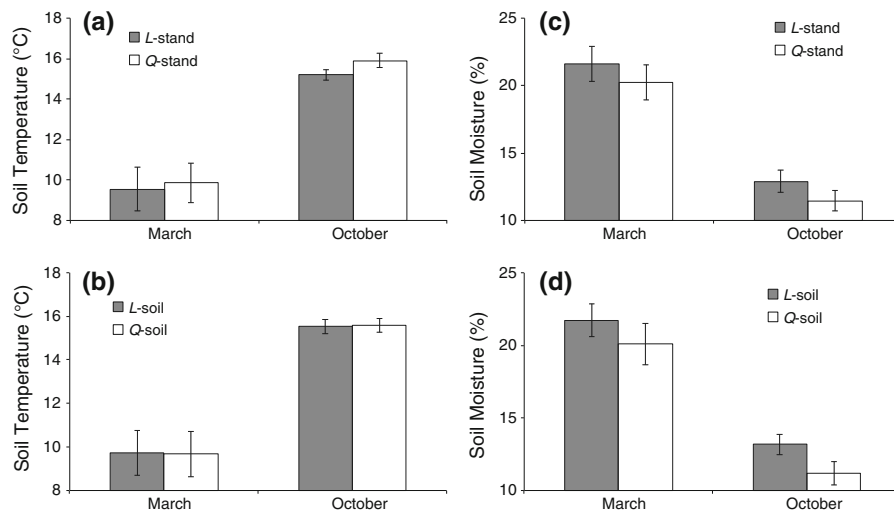 (a)
L-stand
Q-stand
Soil Temperature (°C)
18
16
14
12
10
8
March
October
(c)
L-stand
Q-stand
Soil Moisture (%)
25
20
15
10
March
October
(b)
L-soil
Q-soil
Soil Temperature (°C)
18
16
14
12
10
8
March
October
(d)
L-soil
Q-soil
Soil Moisture (%)
25
20
15
10
March
October